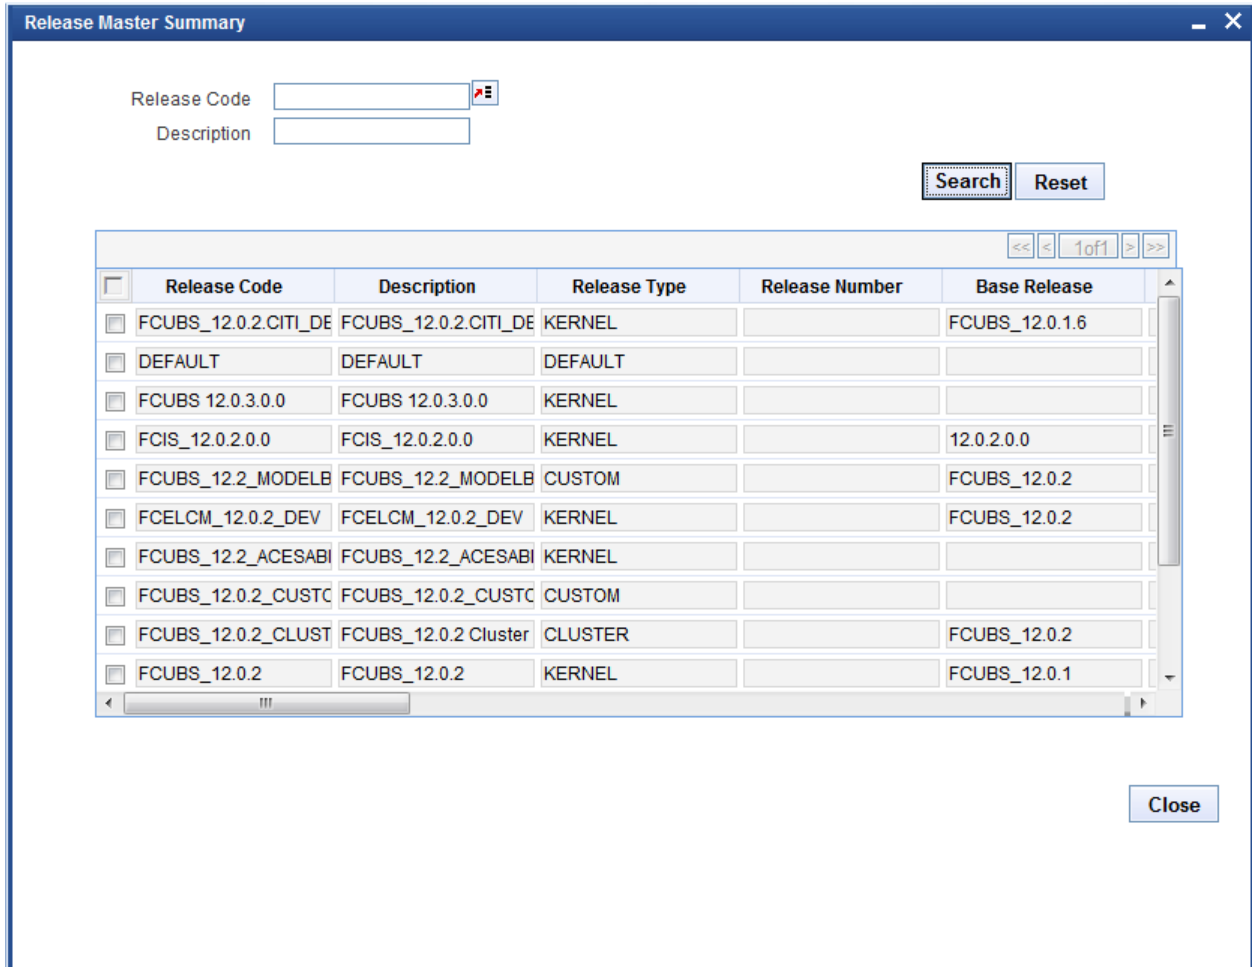 Release Master Summary
Release Code
Description
Search Reset
<< < 1of1 > >>
Release Code Description Release Type Release Number Base Release
FCUBS_12.0.2.CITI_DE FCUBS_12.0.2.CITI_DE KERNEL FCUBS_12.0.1.6
DEFAULT DEFAULT DEFAULT
FCUBS 12.0.3.0.0 FCUBS 12.0.3.0.0 KERNEL
FCIS_12.0.2.0.0 FCIS_12.0.2.0.0 KERNEL 12.0.2.0.0
FCUBS_12.2_MODELB FCUBS_12.2_MODELB CUSTOM FCUBS_12.0.2
FCELCM_12.0.2_DEV FCELCM_12.0.2_DEV KERNEL FCUBS_12.0.2
FCUBS_12.2_ACESABI FCUBS_12.2_ACESABI KERNEL
FCUBS_12.0.2_CUSTC FCUBS_12.0.2_CUSTC CUSTOM
FCUBS_12.0.2_CLUST FCUBS_12.0.2 Cluster CLUSTER FCUBS_12.0.2
FCUBS_12.0.2 FCUBS_12.0.2 KERNEL FCUBS_12.0.1
Close